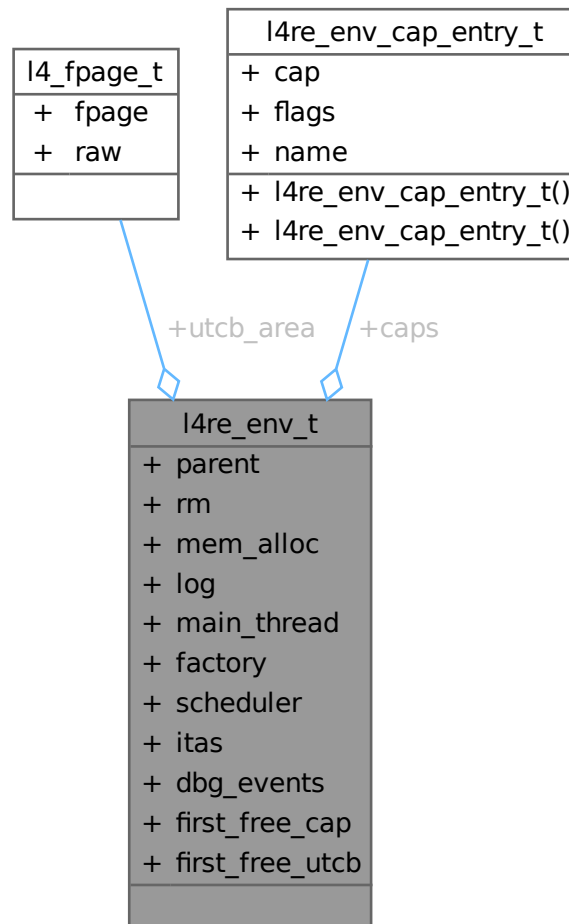 l4_fpage_t
+ fpage
+ raw
l4re_env_cap_entry_t
+ cap
+ flags
+ name
+ l4re_env_cap_entry_t()
+ l4re_env_cap_entry_t()
+utcb_area
+caps
l4re_env_t
+ parent
+ rm
+ mem_alloc
+ log
+ main_thread
+ factory
+ scheduler
+ itas
+ dbg_events
+ first_free_cap
+ first_free_utcb